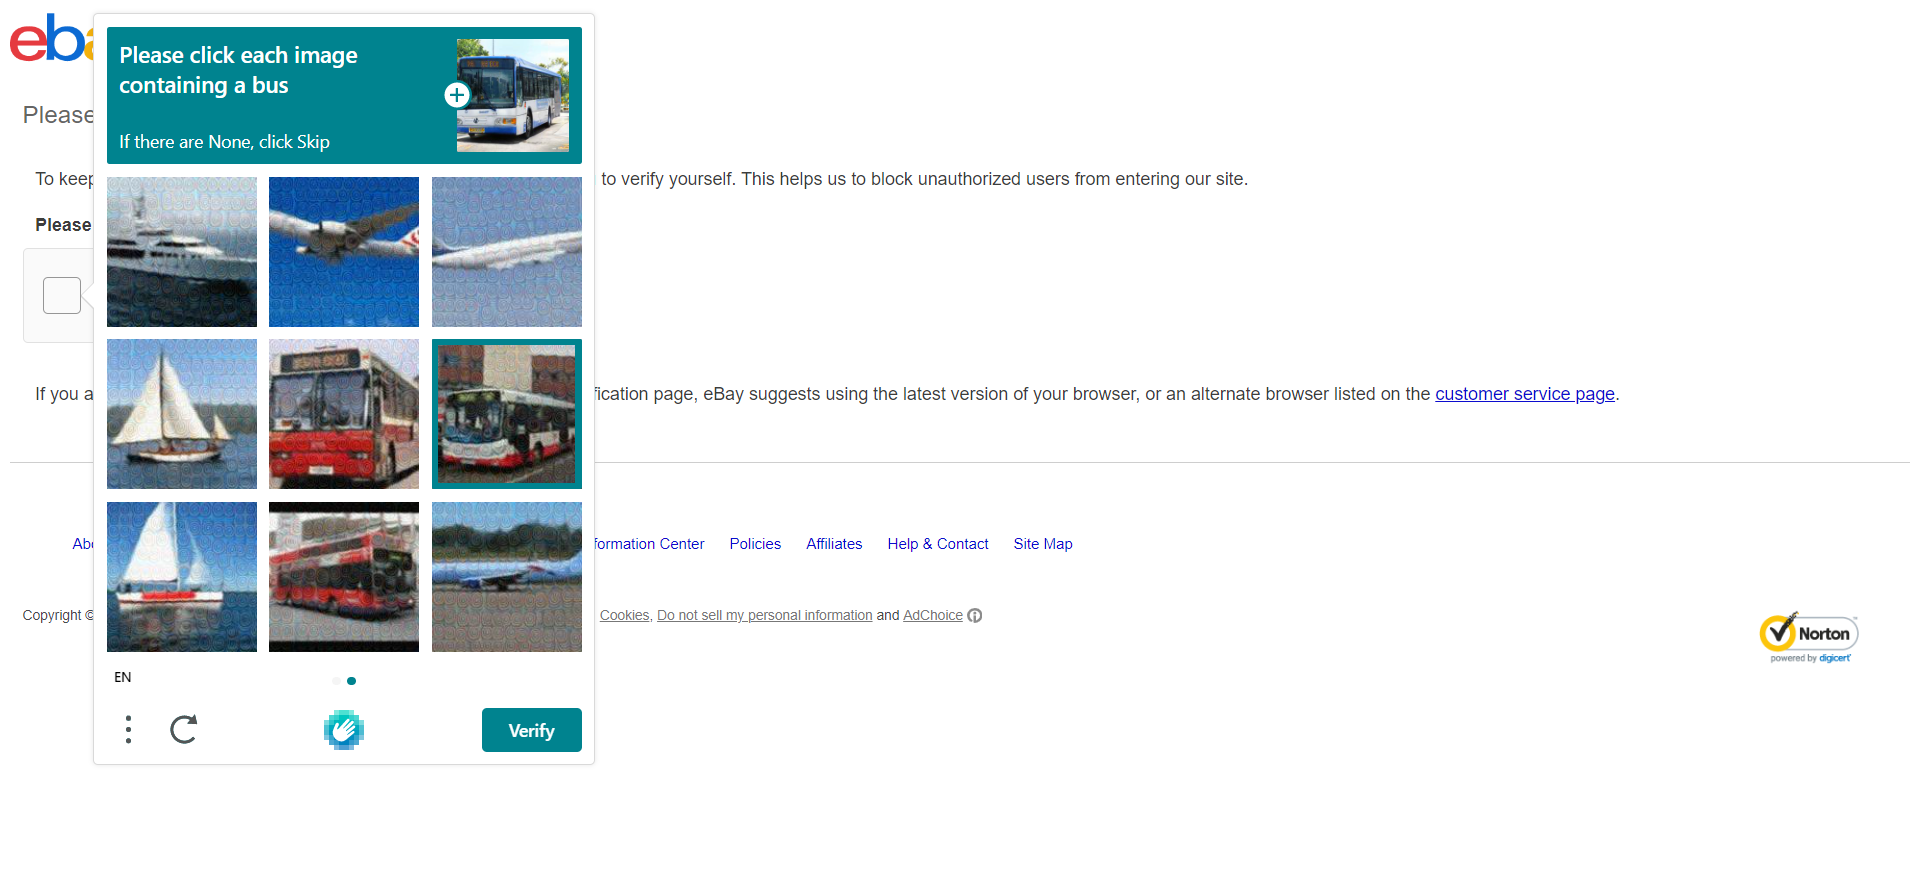 eb
Please click each image
containing a bus
If there are None, click Skip
Please
To keep to verify yourself. This helps us to block unauthorized users from entering our site.
Please
If you a fication page, eBay suggests using the latest version of your browser, or an alternate browser listed on the customer service page.
Abo formation Center Policies Affiliates Help & Contact Site Map
Copyright © Cookies, Do not sell my personal information and AdChoice
Norton
powered by digicert
EN
Verify